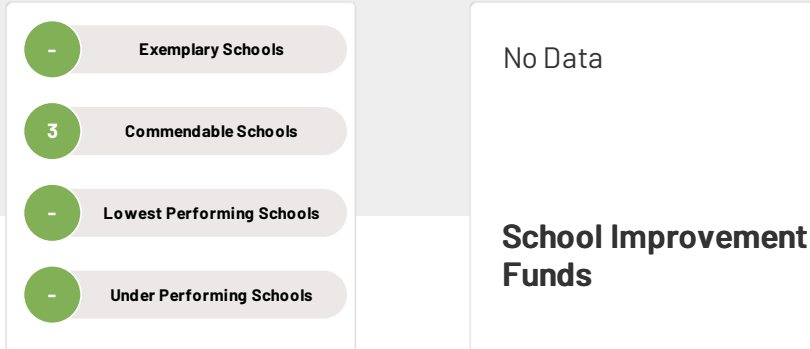 - Exemplary Schools
3 Commendable Schools
- Lowest Performing Schools
- Under Performing Schools
No Data
School Improvement
Funds